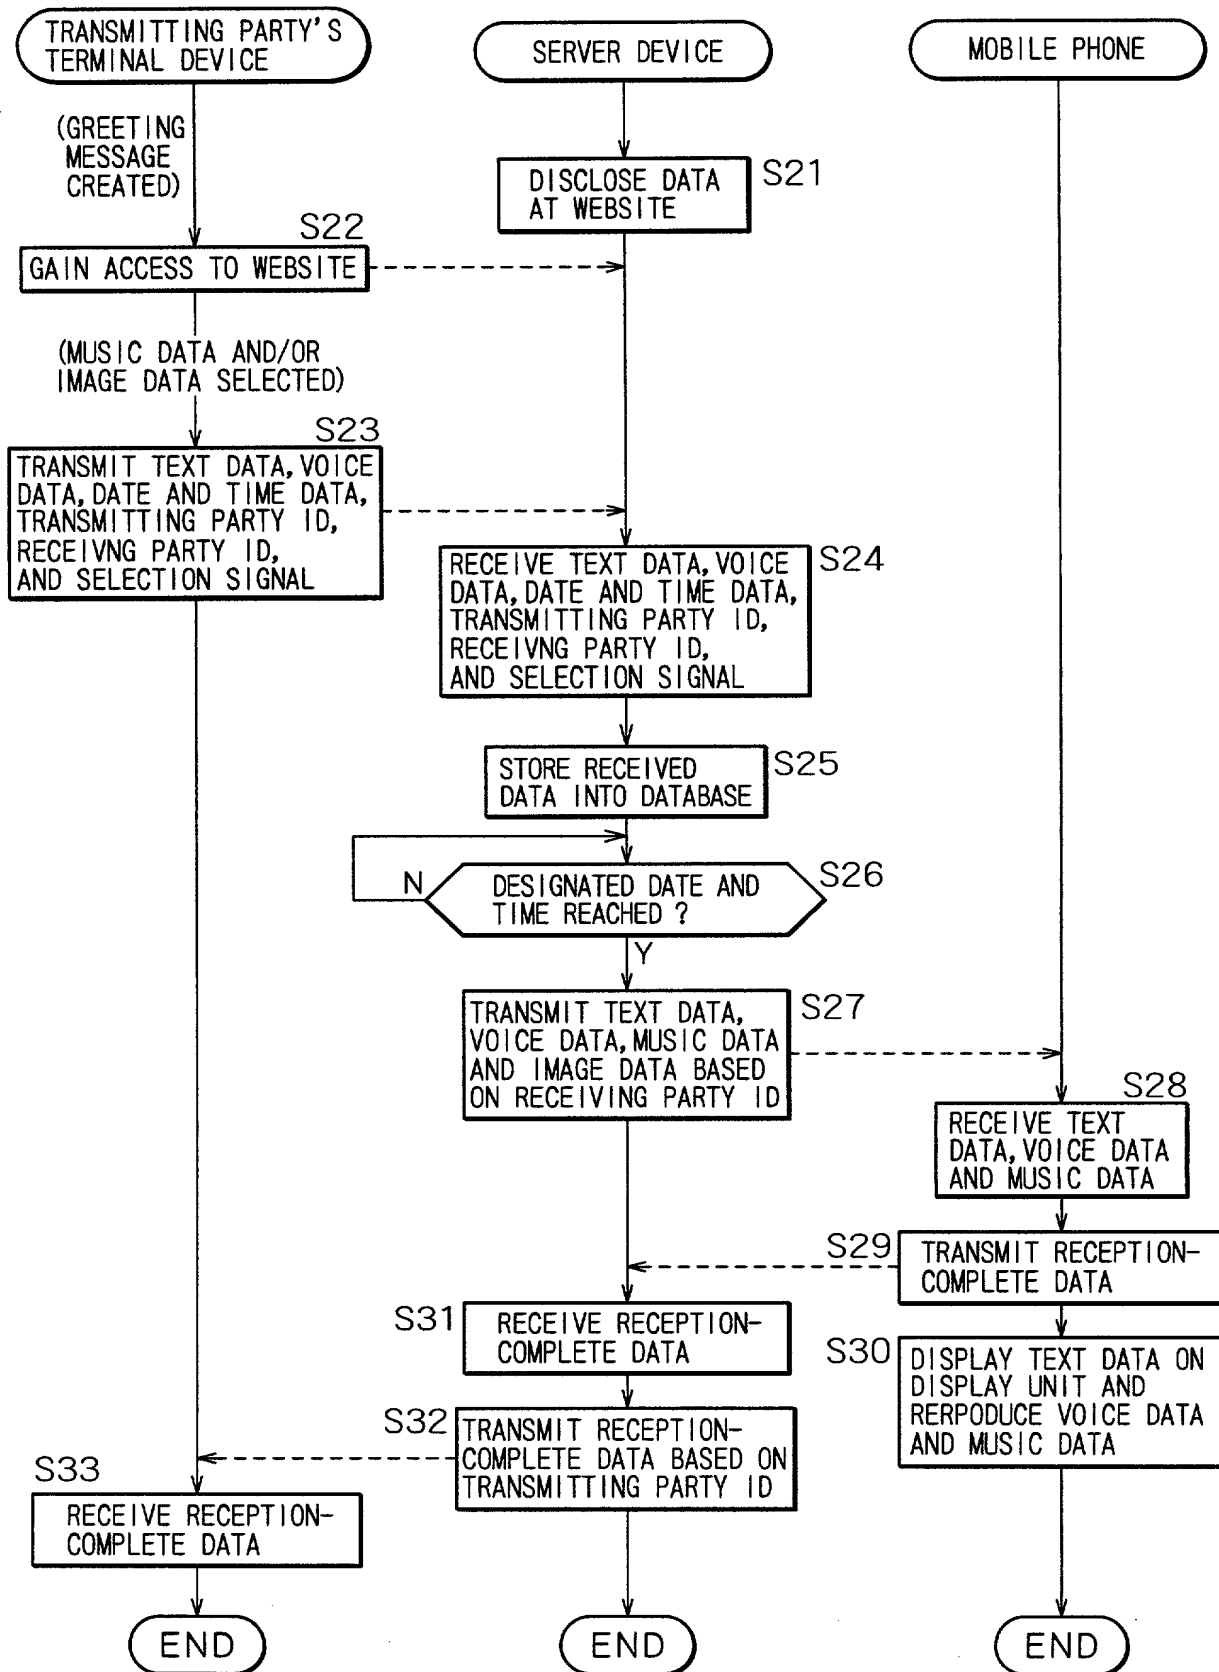 TRANSMITTING PARTY'S
TERMINAL DEVICE
SERVER DEVICE
MOBILE PHONE
(GREETING
MESSAGE
CREATED)
S21
DISCLOSE DATA
AT WEBSITE
S22
GAIN ACCESS TO WEBSITE
(MUSIC DATA AND/OR
IMAGE DATA SELECTED)
S23
TRANSMIT TEXT DATA, VOICE
DATA, DATE AND TIME DATA,
TRANSMITTING PARTY ID,
RECEIVNG PARTY ID,
AND SELECTION SIGNAL
S24
RECEIVE TEXT DATA, VOICE
DATA, DATE AND TIME DATA,
TRANSMITTING PARTY ID,
RECEIVNG PARTY ID,
AND SELECTION SIGNAL
S25
STORE RECEIVED
DATA INTO DATABASE
S26
N
DESIGNATED DATE AND
TIME REACHED ?
Y
S27
TRANSMIT TEXT DATA,
VOICE DATA, MUSIC DATA
AND IMAGE DATA BASED
ON RECEIVING PARTY ID
S28
RECEIVE TEXT
DATA, VOICE DATA
AND MUSIC DATA
S29
TRANSMIT RECEPTION-
COMPLETE DATA
S31
RECEIVE RECEPTION-
COMPLETE DATA
S30
DISPLAY TEXT DATA ON
DISPLAY UNIT AND
RERPODUCE VOICE DATA
AND MUSIC DATA
S32
TRANSMIT RECEPTION-
COMPLETE DATA BASED ON
TRANSMITTING PARTY ID
S33
RECEIVE RECEPTION-
COMPLETE DATA
END
END
END